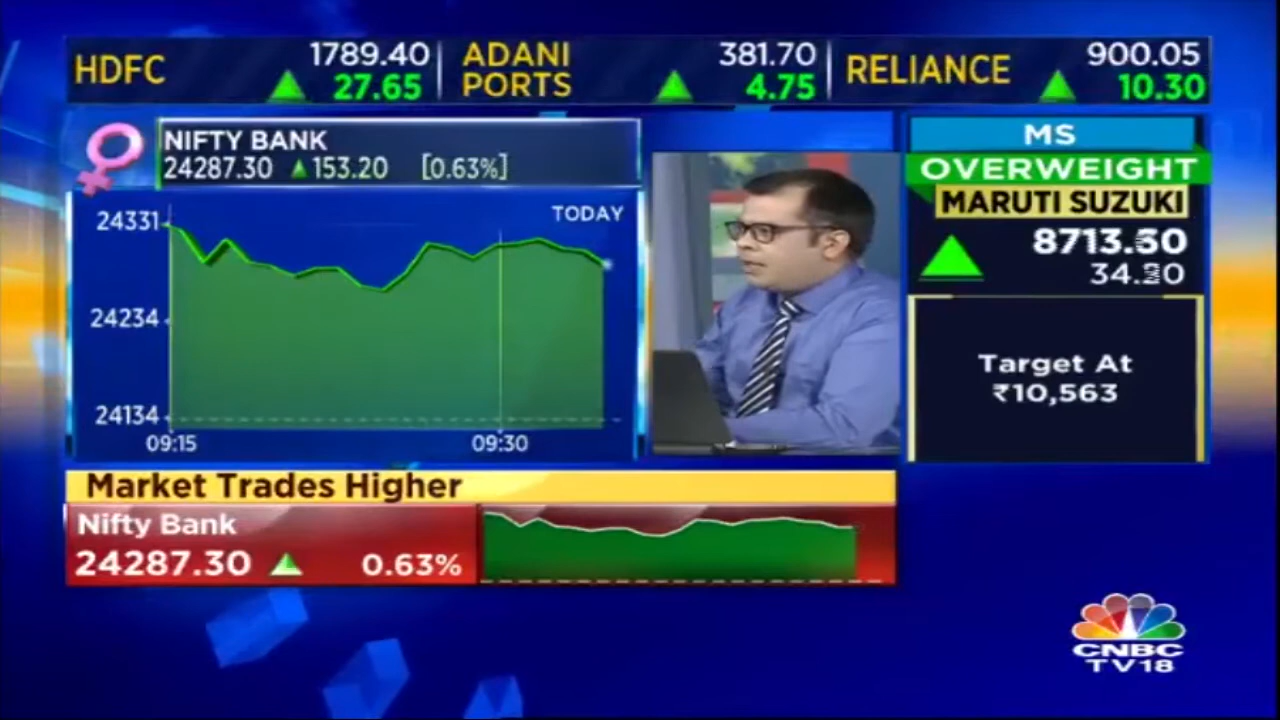 HDFC
1789.40
27.65
ADANI
PORTS
381.70
4.75
RELIANCE
900.05
10.30
NIFTY BANK
24287.30 153.20 [0.63%]
TODAY
24331
24234
24134
09:15 09:30
MS
OVERWEIGHT
MARUTI SUZUKI
8713.50
Target At
₹10,563
Market Trades Higher
Nifty Bank
24287.30 0.63%
CNBC
TV18